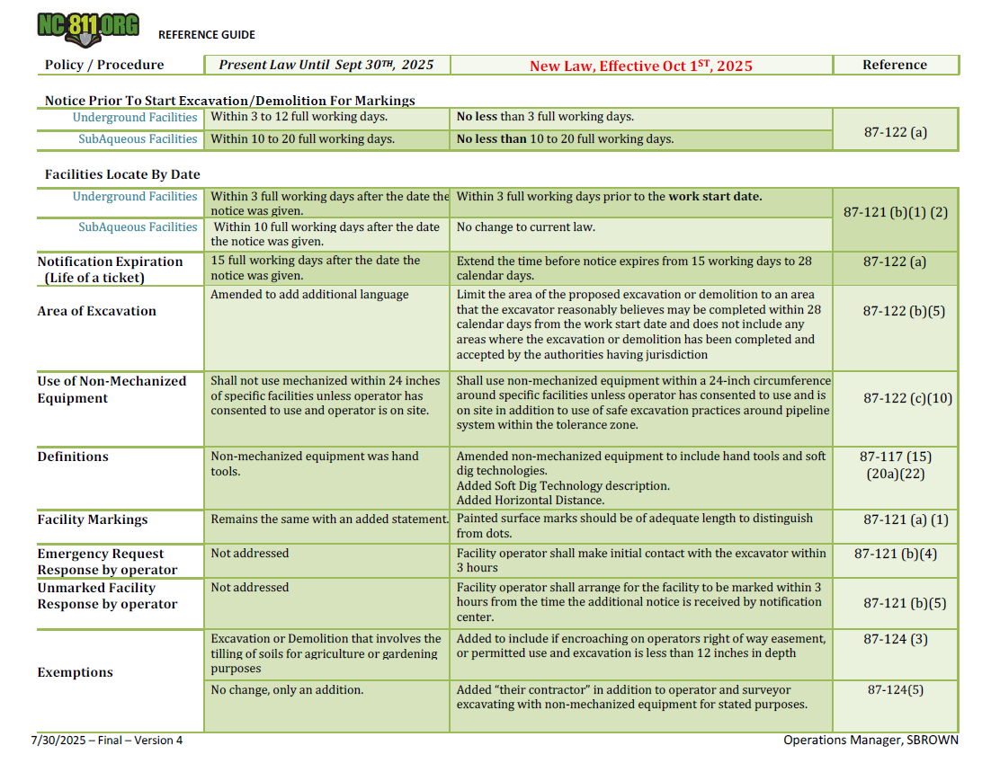 NC 811.ORG
REFERENCE GUIDE
Policy / Procedure
Present Law Until Sept 30TH, 2025
New Law, Effective Oct 1ST, 2025
Reference
Notice Prior To Start Excavation/Demolition For Markings
Underground Facilities
Within 3 to 12 full working days.
No less than 3 full working days.
87-122 (a)
SubAqueous Facilities
Within 10 to 20 full working days.
No less than 10 to 20 full working days.
Facilities Locate By Date
Underground Facilities
Within 3 full working days after the date the
notice was given.
Within 3 full working days prior to the work start date.
87-121 (b)(1) (2)
SubAqueous Facilities
Within 10 full working days after the date
the notice was given.
No change to current law.
Notification Expiration
(Life of a ticket)
15 full working days after the date the
notice was given.
Extend the time before notice expires from 15 working days to 28
calendar days.
87-122 (a)
Area of Excavation
Amended to add additional language
Limit the area of the proposed excavation or demolition to an area
that the excavator reasonably believes may be completed within 28
calendar days from the work start date and does not include any
areas where the excavation or demolition has been completed and
accepted by the authorities having jurisdiction
87-122 (b)(5)
Use of Non-Mechanized
Equipment
Shall not use mechanized within 24 inches
of specific facilities unless operator has
consented to use and operator is on site.
Shall use non-mechanized equipment within a 24-inch circumference
around specific facilities unless operator has consented to use and is
on site in addition to use of safe excavation practices around pipeline
system within the tolerance zone.
87-122 (c)(10)
Definitions
Non-mechanized equipment was hand
tools.
Amended non-mechanized equipment to include hand tools and soft
dig technologies.
Added Soft Dig Technology description.
Added Horizontal Distance.
87-117 (15)
(20a)(22)
Facility Markings
Remains the same with an added statement.
Painted surface marks should be of adequate length to distinguish
from dots.
87-121 (a) (1)
Emergency Request
Response by operator
Not addressed
Facility operator shall make initial contact with the excavator within
3 hours
87-121 (b)(4)
Unmarked Facility
Response by operator
Not addressed
Facility operator shall arrange for the facility to be marked within 3
hours from the time the additional notice is received by notification
center.
87-121 (b)(5)
Exemptions
Excavation or Demolition that involves the
tilling of soils for agriculture or gardening
purposes
Added to include if encroaching on operators right of way easement,
or permitted use and excavation is less than 12 inches in depth
87-124 (3)
No change, only an addition.
Added “their contractor” in addition to operator and surveyor
excavating with non-mechanized equipment for stated purposes.
87-124(5)
7/30/2025 – Final – Version 4
Operations Manager, SBROWN